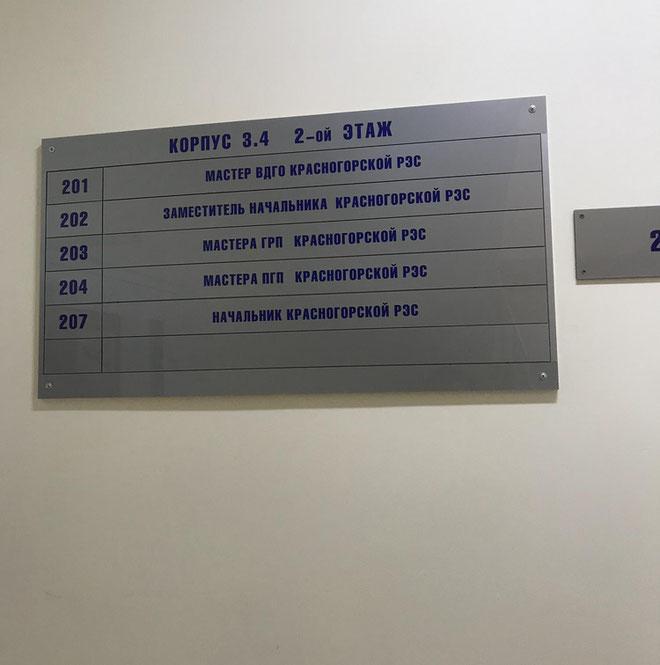 КОРПУС 3.4 2-ОЙ ЭТАЖ
201 МАСТЕР ВДГО КРАСНОГОРСКОЙ РЭС
202 ЗАМЕСТИТЕЛЬ НАЧАЛЬНИКА КРАСНОГОРСКОЙ РЭС
203 МАСТЕРА ГРП КРАСНОГОРСКОЙ РЭС
204 МАСТЕРА ПГП КРАСНОГОРСКОЙ РЭС
207 НАЧАЛЬНИК КРАСНОГОРСКОЙ РЭС
2